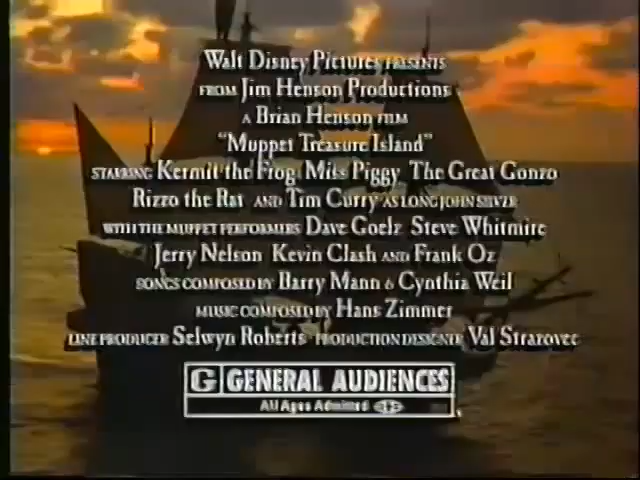 Walt Disney Pictures PRESENTS
FROM Jim Henson Productions
A Brian Henson FILM
"Muppet Treasure Island"
STARRING Kermit the Frog Miss Piggy The Great Gonzo
Rizzo the Rat AND Tim Curry AS LONG JOHN SILVER
WITH THE MUPPET PERFORMERS Dave Goelz Steve Whitmire
Jerry Nelson Kevin Clash AND Frank Oz
SONGS COMPOSED BY Barry Mann & Cynthia Weil
MUSIC COMPOSED BY Hans Zimmer
LINE PRODUCER Selwyn Roberts PRODUCTION DESIGNER Val Strazovec
G GENERAL AUDIENCES
All Ages Admitted